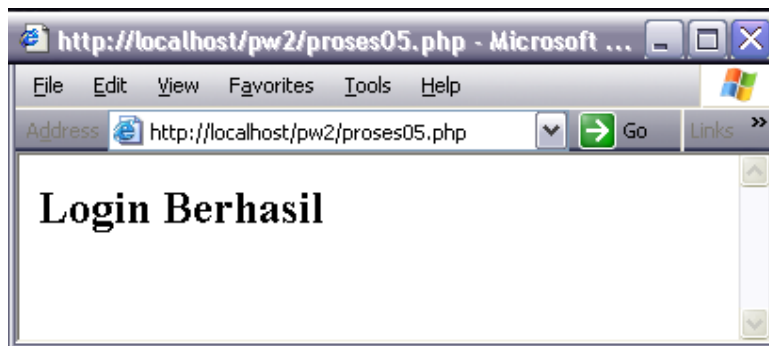 http://localhost/pw2/proses05.php - Microsoft ...
File Edit View Favorites Tools Help
Address http://localhost/pw2/proses05.php Go Links »
Login Berhasil